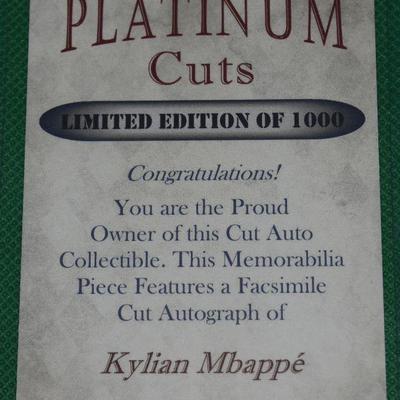 PLATINUM
Cuts
LIMITED EDITION OF 1000
Congratulations!
You are the Proud
Owner of this Cut Auto
Collectible. This Memorabilia
Piece Features a Facsimile
Cut Autograph of
Kylian Mbappé